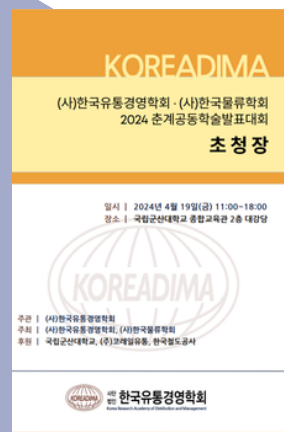 KOREADIMA
(사)한국유통경영학회 · (사)한국물류학회
2024 춘계공동학술발표대회
초청장
일시 | 2024년 4월 19일(금) 11:00~18:00
장소 | 국립군산대학교 종합교육관 2층 대강당
KOREADIMA
주관 | (사)한국유통경영학회
주최 | (사)한국유통경영학회, (사)한국물류학회
후원 | 국립군산대학교, (주)코레일유통, 한국철도공사
KOREADIMA
사단법인 한국유통경영학회
Korea Research Academy of Distribution and Management